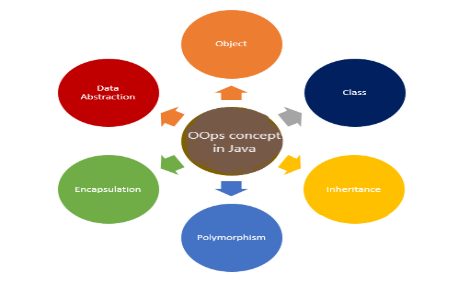 Object
Data
Abstraction
Class
OOps concept
in Java
Encapsulation
Inheritance
Polymorphism